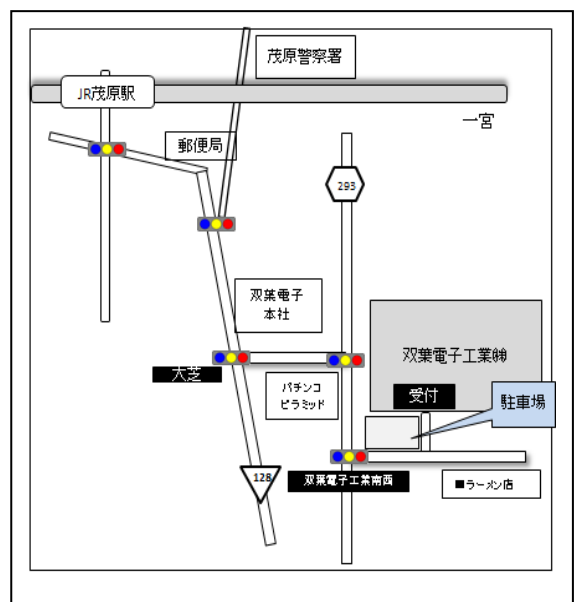 茂原警察署
JR茂原駅
一宮
郵便局
293
双葉電子
本社
双葉電子工業㈱
大芝
パチンコ
ピラミッド
受付
駐車場
128
双葉電子工業南西
■ラーメン店